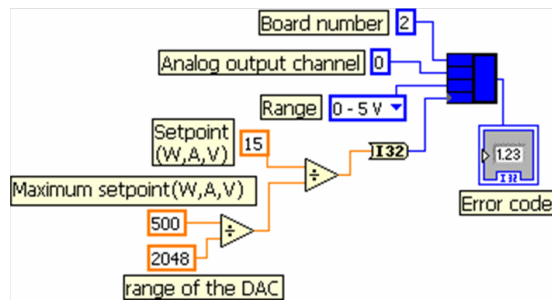 Board number 2
Analog output channel 0
Range 0 - 5 V
Setpoint
(W,A,V) 15
I32
÷
1.23
I32
Maximum setpoint(W,A,V)
Error code
500
÷
2048
range of the DAC